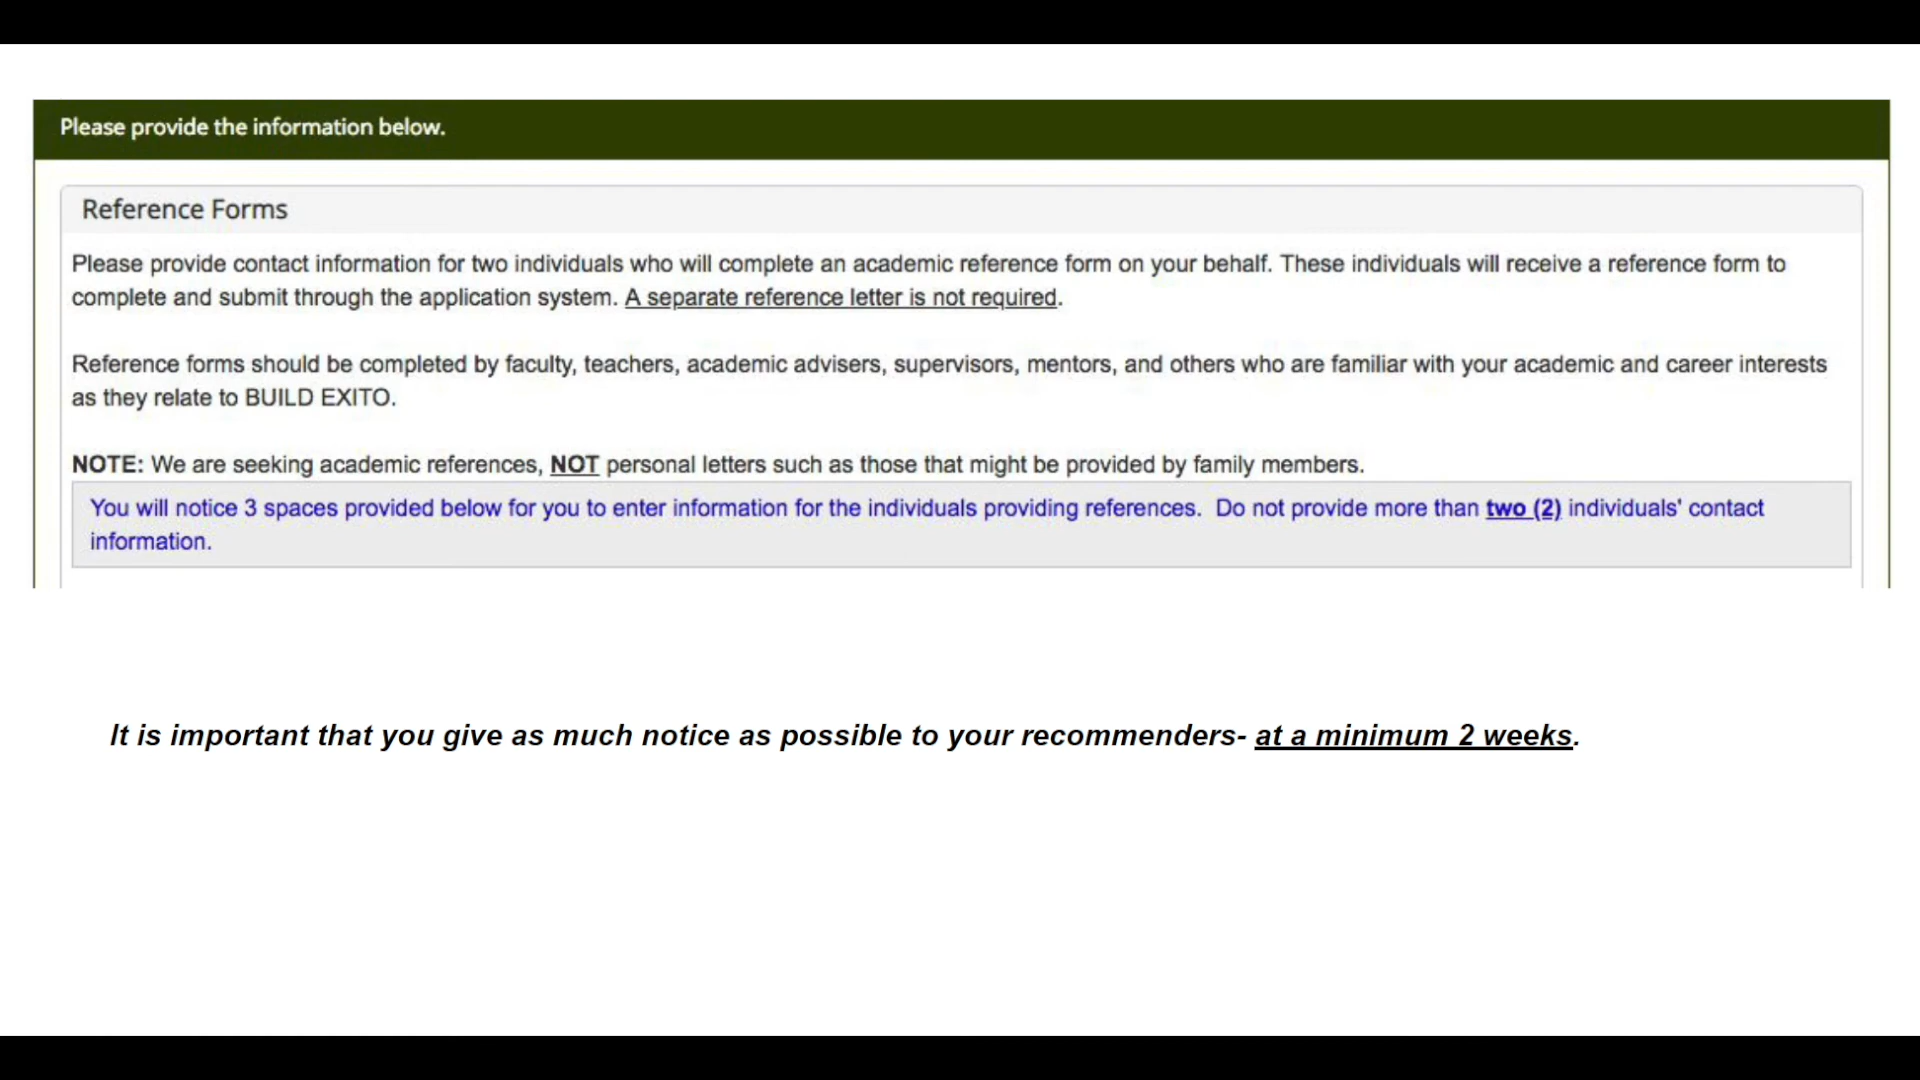 Please provide the information below.
Reference Forms
Please provide contact information for two individuals who will complete an academic reference form on your behalf. These individuals will receive a reference form to
complete and submit through the application system. A separate reference letter is not required.
Reference forms should be completed by faculty, teachers, academic advisers, supervisors, mentors, and others who are familiar with your academic and career interests
as they relate to BUILD EXITO.
NOTE: We are seeking academic references, NOT personal letters such as those that might be provided by family members.
You will notice 3 spaces provided below for you to enter information for the individuals providing references.  Do not provide more than two (2) individuals' contact
information.
It is important that you give as much notice as possible to your recommenders- at a minimum 2 weeks.